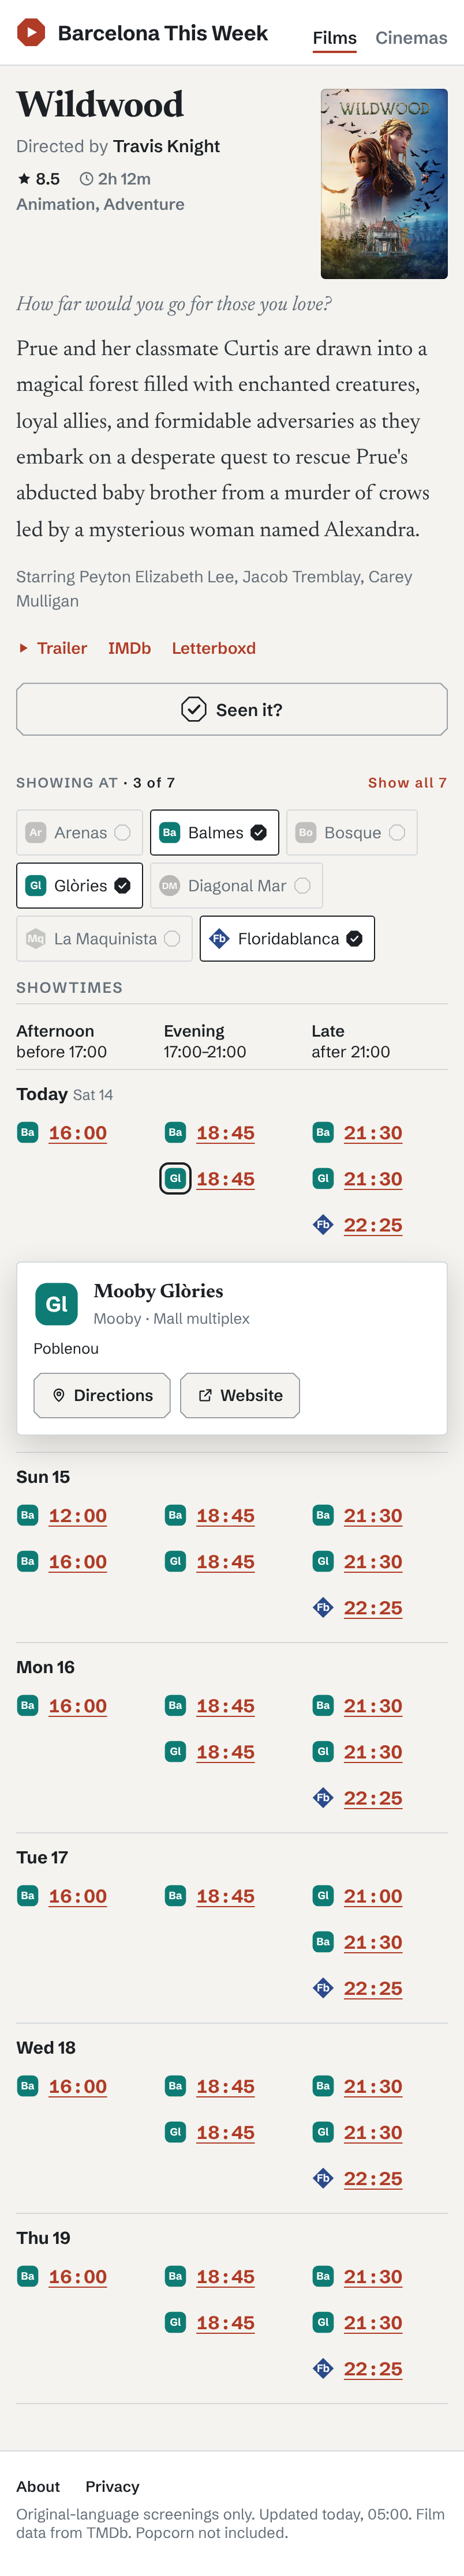 Barcelona This Week
Films Cinemas
Wildwood
WILDWOOD
Directed by Travis Knight
8.5 2h 12m
Animation, Adventure
How far would you go for those you love?
Prue and her classmate Curtis are drawn into a
magical forest filled with enchanted creatures,
loyal allies, and formidable adversaries as they
embark on a desperate quest to rescue Prue's
abducted baby brother from a murder of crows
led by a mysterious woman named Alexandra.
Starring Peyton Elizabeth Lee, Jacob Tremblay, Carey
Mulligan
Trailer IMDb Letterboxd
Seen it?
SHOWING AT · 3 of 7 Show all 7
Ar Arenas Ba Balmes Bo Bosque
Gl Glòries DM Diagonal Mar
Mq La Maquinista Fb Floridablanca
SHOWTIMES
Afternoon Evening Late
before 17:00 17:00–21:00 after 21:00
Today Sat 14
Ba 16:00 Ba 18:45 Ba 21:30
Gl 18:45 Gl 21:30
Fb 22:25
Gl Mooby Glòries
Mooby · Mall multiplex
Poblenou
Directions Website
Sun 15
Ba 12:00 Ba 18:45 Ba 21:30
Ba 16:00 Gl 18:45 Gl 21:30
Fb 22:25
Mon 16
Ba 16:00 Ba 18:45 Ba 21:30
Gl 18:45 Gl 21:30
Fb 22:25
Tue 17
Ba 16:00 Ba 18:45 Gl 21:00
Ba 21:30
Fb 22:25
Wed 18
Ba 16:00 Ba 18:45 Ba 21:30
Gl 18:45 Gl 21:30
Fb 22:25
Thu 19
Ba 16:00 Ba 18:45 Ba 21:30
Gl 18:45 Gl 21:30
Fb 22:25
About Privacy
Original-language screenings only. Updated today, 05:00. Film
data from TMDb. Popcorn not included.